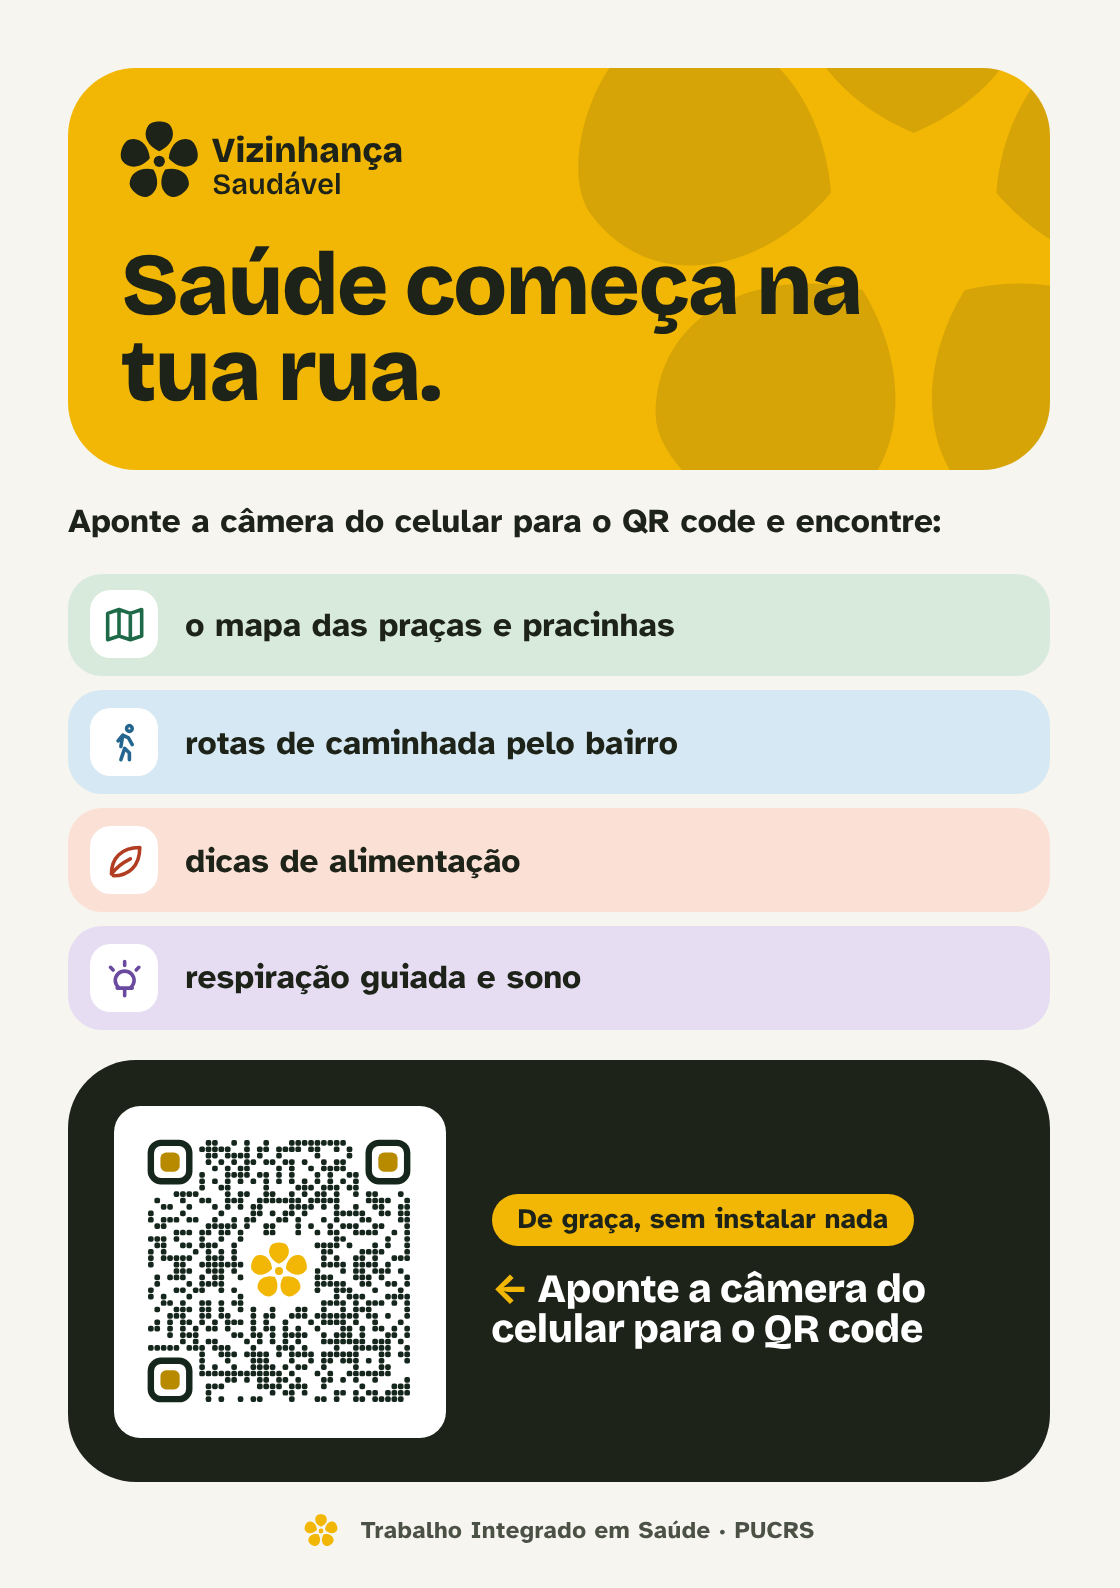 Vizinhança
Saudável
Saúde começa na
tua rua.
Aponte a câmera do celular para o QR code e encontre:
o mapa das praças e pracinhas
rotas de caminhada pelo bairro
dicas de alimentação
respiração guiada e sono
De graça, sem instalar nada
← Aponte a câmera do
celular para o QR code
Trabalho Integrado em Saúde · PUCRS